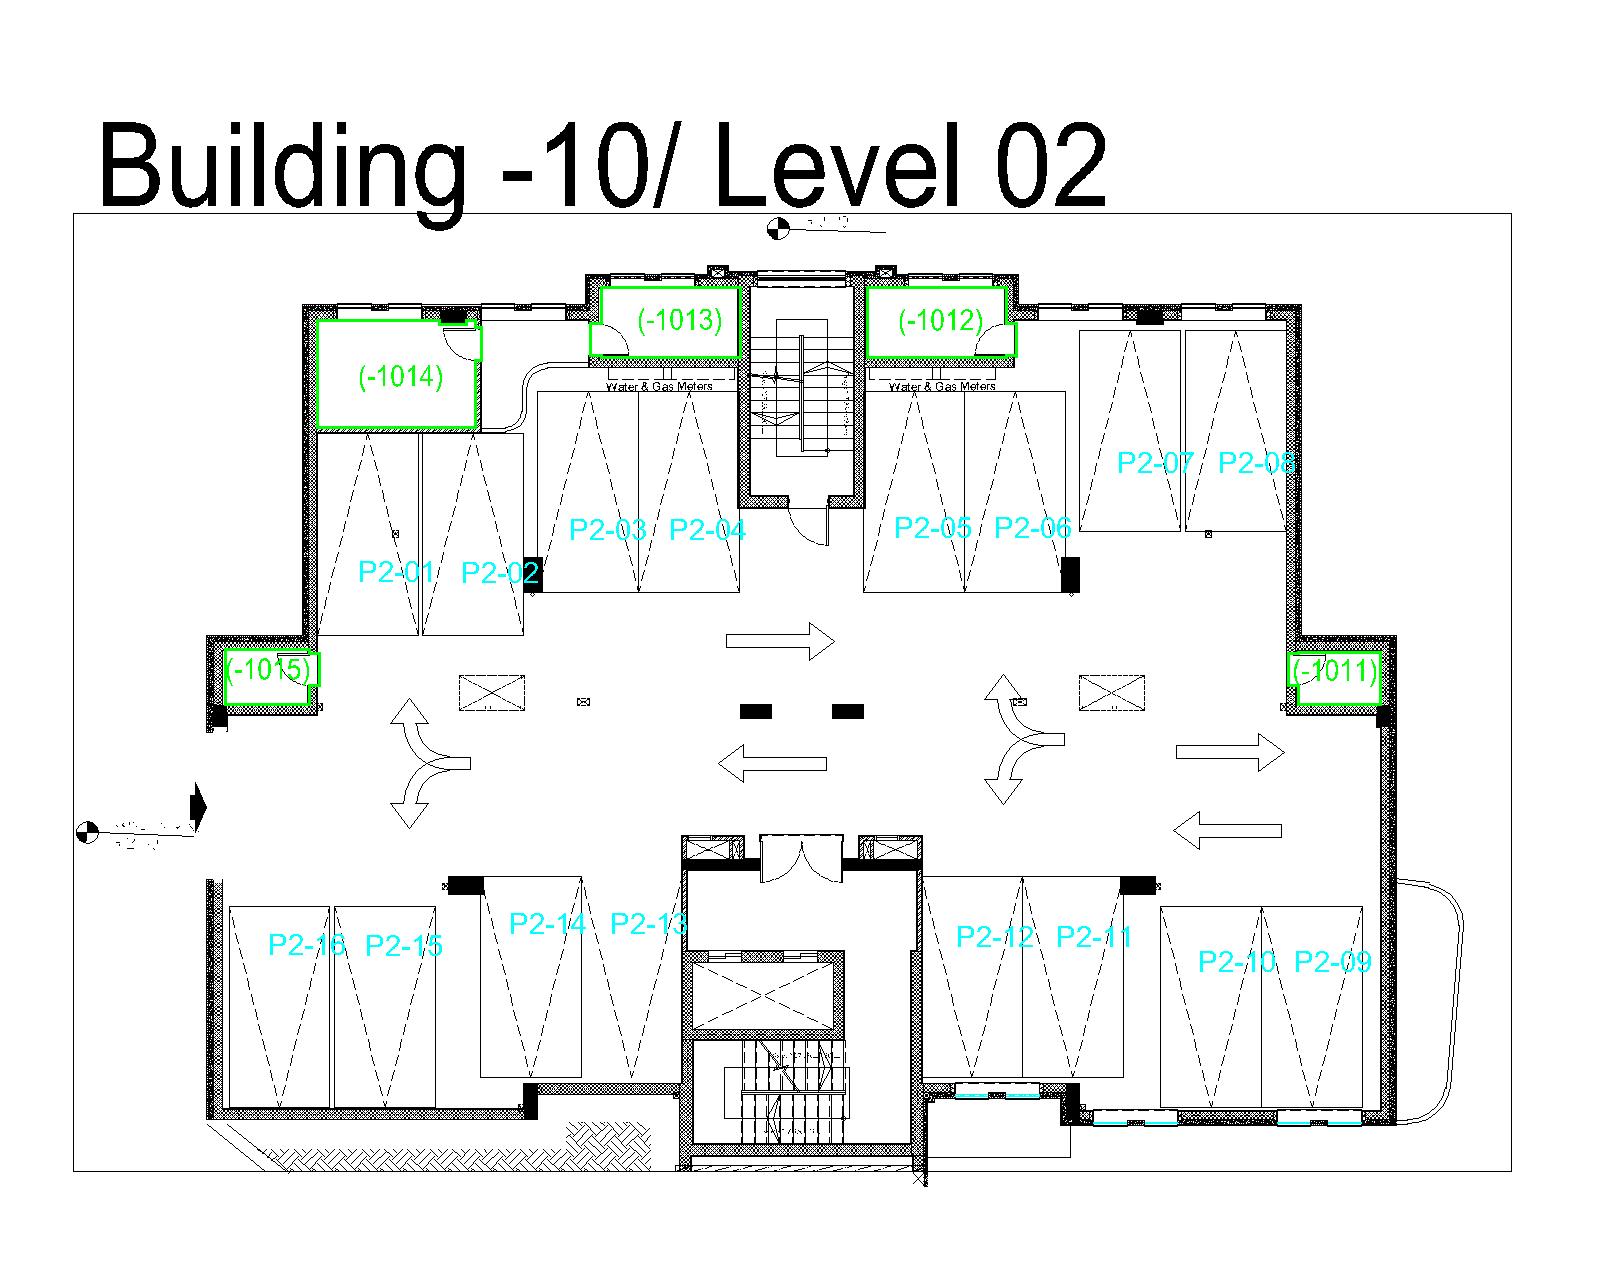 Building -10/ Level 02
(-1013)
(-1012)
(-1014)
Water & Gas Meters
Water & Gas Meters
P2-07
P2-08
P2-03
P2-04
P2-05
P2-06
P2-01
P2-02
(-1015)
(-1011)
P2-14
P2-13
P2-12
P2-11
P2-16
P2-15
P2-10
P2-09